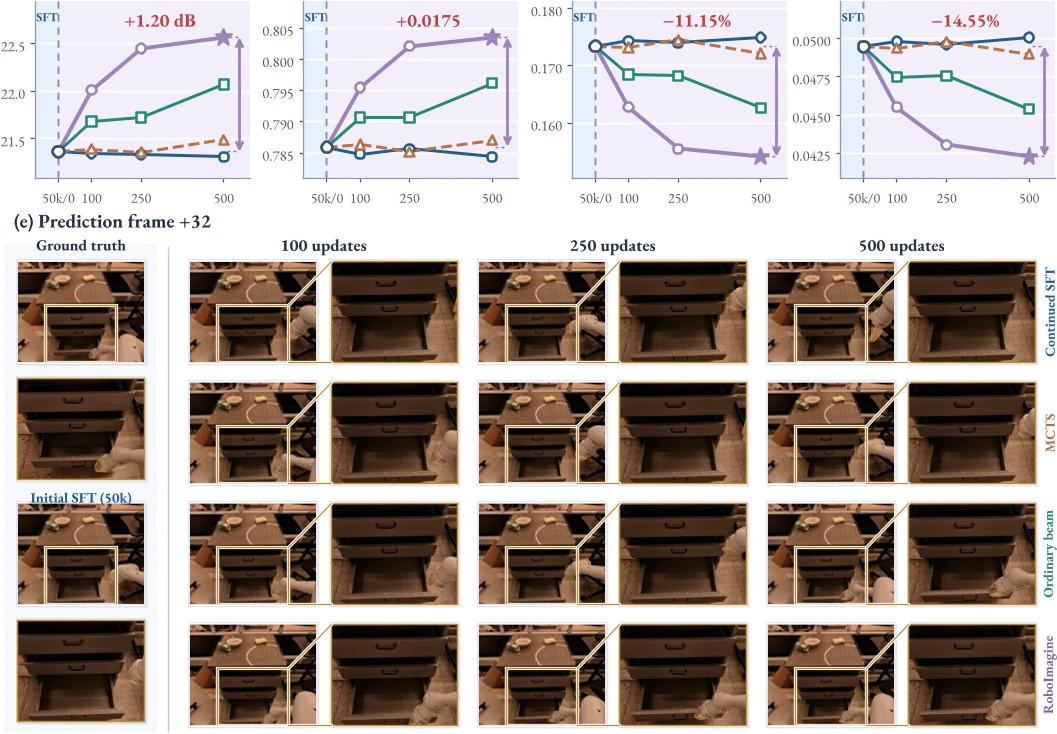 SFT +1.20 dB
22.5
22.0
21.5
50k/0 100 250 500
SFT +0.0175
0.805
0.800
0.795
0.790
0.785
50k/0 100 250 500
SFT −11.15%
0.180
0.170
0.160
50k/0 100 250 500
SFT −14.55%
0.0500
0.0475
0.0450
0.0425
50k/0 100 250 500
(e) Prediction frame +32
Ground truth
100 updates
250 updates
500 updates
Continued SFT
MCTS
Initial SFT (50k)
Ordinary beam
RoboImagine